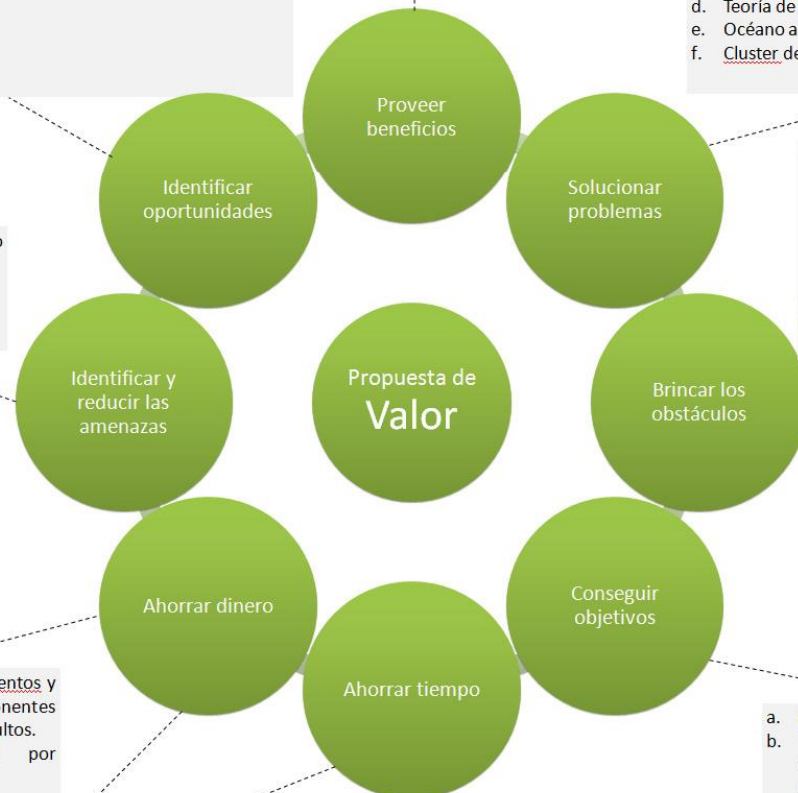 d. Teoría de
e. Océano a
f. Cluster de
Proveer
beneficios
Identificar
oportunidades
Solucionar
problemas
Identificar y
reducir las
amenazas
Propuesta de
Valor
Brincar los
obstáculos
Ahorrar dinero
Conseguir
objetivos
Ahorrar tiempo
entos y
nentes
ltos.
por
a.
b.